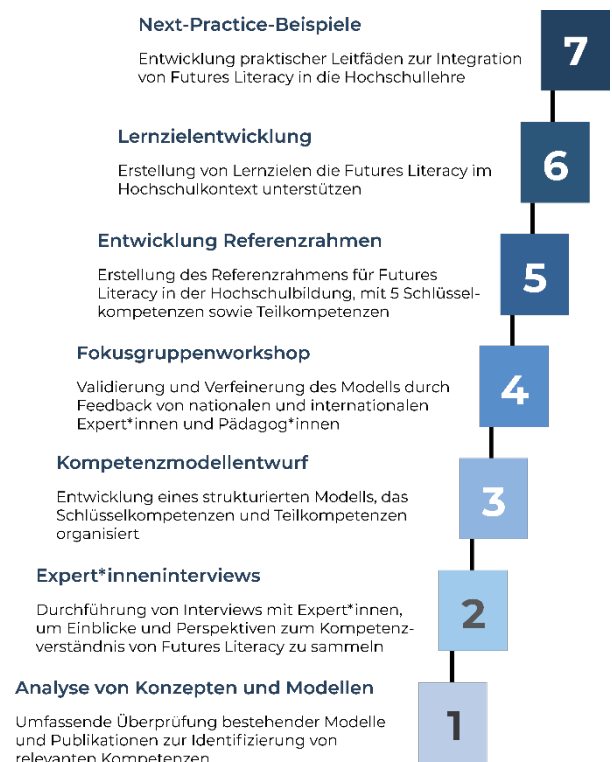 Next-Practice-Beispiele
Entwicklung praktischer Leitfäden zur Integration
von Futures Literacy in die Hochschullehre
7
Lernzielentwicklung
Erstellung von Lernzielen die Futures Literacy im
Hochschulkontext unterstützen
6
Entwicklung Referenzrahmen
Erstellung des Referenzrahmens für Futures
Literacy in der Hochschulbildung, mit 5 Schlüssel-
kompetenzen sowie Teilkompetenzen
5
Fokusgruppenworkshop
Validierung und Verfeinerung des Modells durch
Feedback von nationalen und internationalen
Expert*innen und Pädagog*innen
4
Kompetenzmodellentwurf
Entwicklung eines strukturierten Modells, das
Schlüsselkompetenzen und Teilkompetenzen
organisiert
3
Expert*inneninterviews
Durchführung von Interviews mit Expert*innen,
um Einblicke und Perspektiven zum Kompetenz-
verständnis von Futures Literacy zu sammeln
2
Analyse von Konzepten und Modellen
Umfassende Überprüfung bestehender Modelle
und Publikationen zur Identifizierung von
relevanten Kompetenzen
1